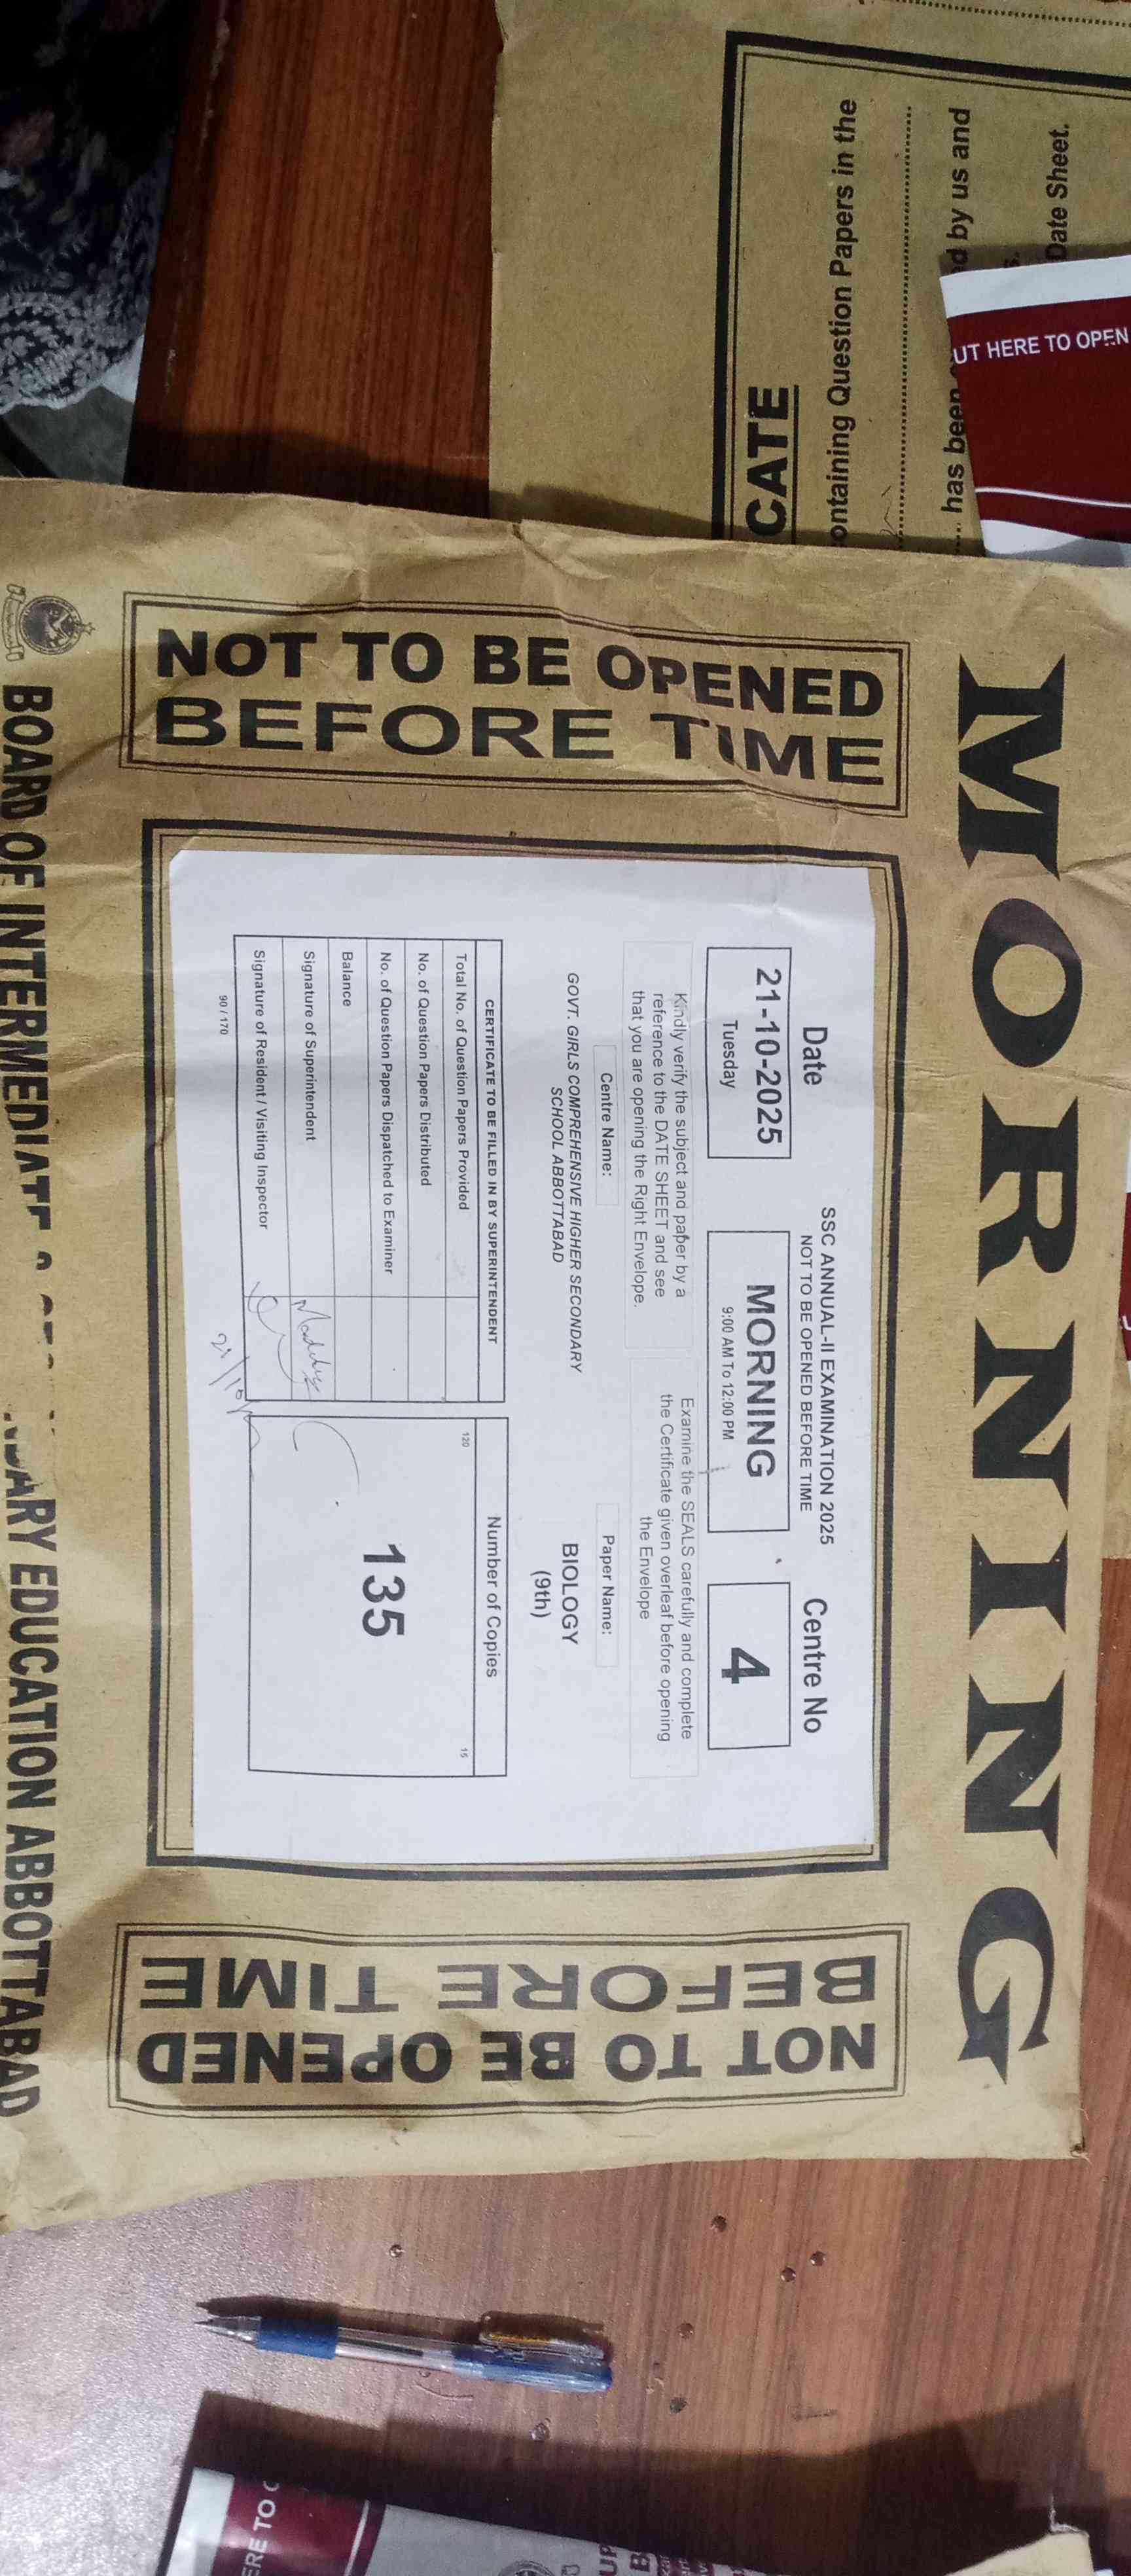 CATE
ontaining Question Papers in the
has been
d by us and
Date Sheet.
UT HERE TO OPEN
MORNING
NOT TO BE OPENED
BEFORE TIME
Date
SSC ANNUAL-II EXAMINATION 2025
NOT TO BE OPENED BEFORE TIME
Centre No
21-10-2025
Tuesday
MORNING
9:00 AM To 12:00 PM
4
Kindly verify the subject and paper by a
reference to the DATE SHEET and see
that you are opening the Right Envelope.
Examine the SEALS carefully and complete
the Certificate given overleaf before opening
the Envelope
Centre Name:
Paper Name:
GOVT. GIRLS COMPREHENSIVE HIGHER SECONDARY
SCHOOL ABBOTTABAD
BIOLOGY
(9th)
CERTIFICATE TO BE FILLED IN BY SUPERINTENDENT
Total No. of Question Papers Provided
No. of Question Papers Distributed
No. of Question Papers Dispatched to Examiner
Balance
Signature of Superintendent
Signature of Resident / Visiting Inspector
90 / 170
Number of Copies
120
15
135
NOT TO BE OPENED
BEFORE TIME
BOARD OF INTERMEDIATE
DARY EDUCATION ABBOTTABAD
ERE TO